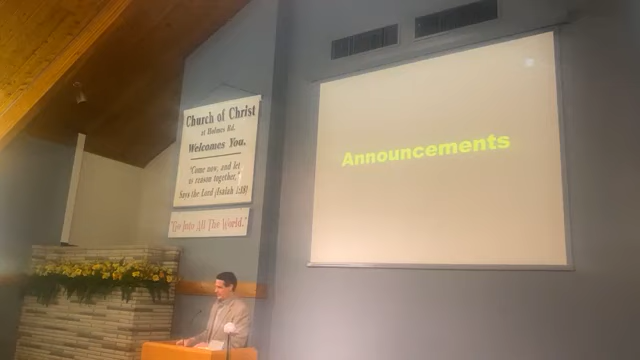 Church of Christ
at Holmes Rd.
Welcomes You.
"Come now, and let
us reason together,"
Says the Lord (Isaiah 1:18)
"Go Into All The World."
Announcements